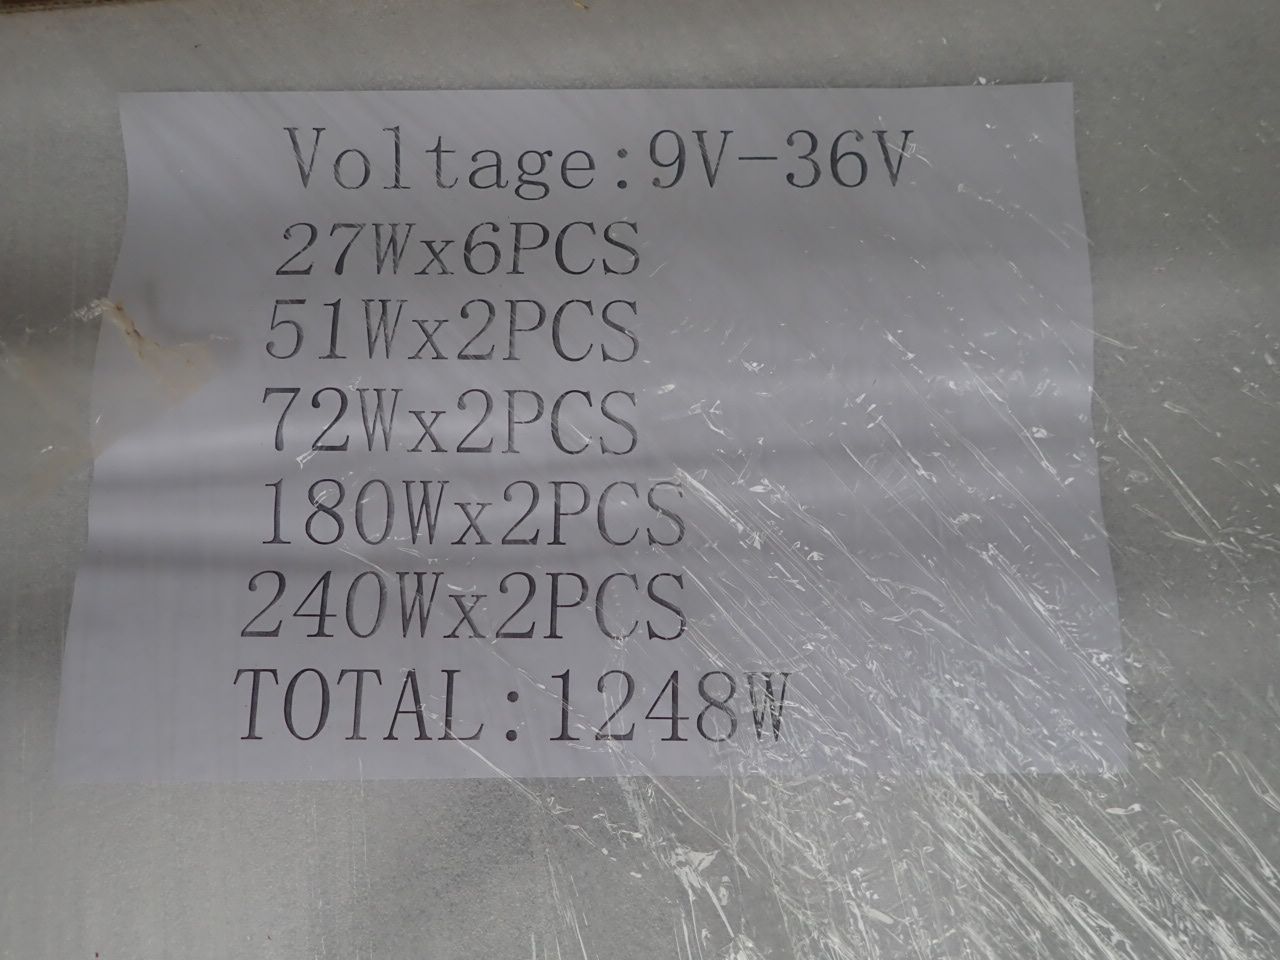 Voltage:9V-36V
27Wx6PCS
51Wx2PCS
72Wx2PCS
180Wx2PCS
240Wx2PCS
TOTAL:1248W